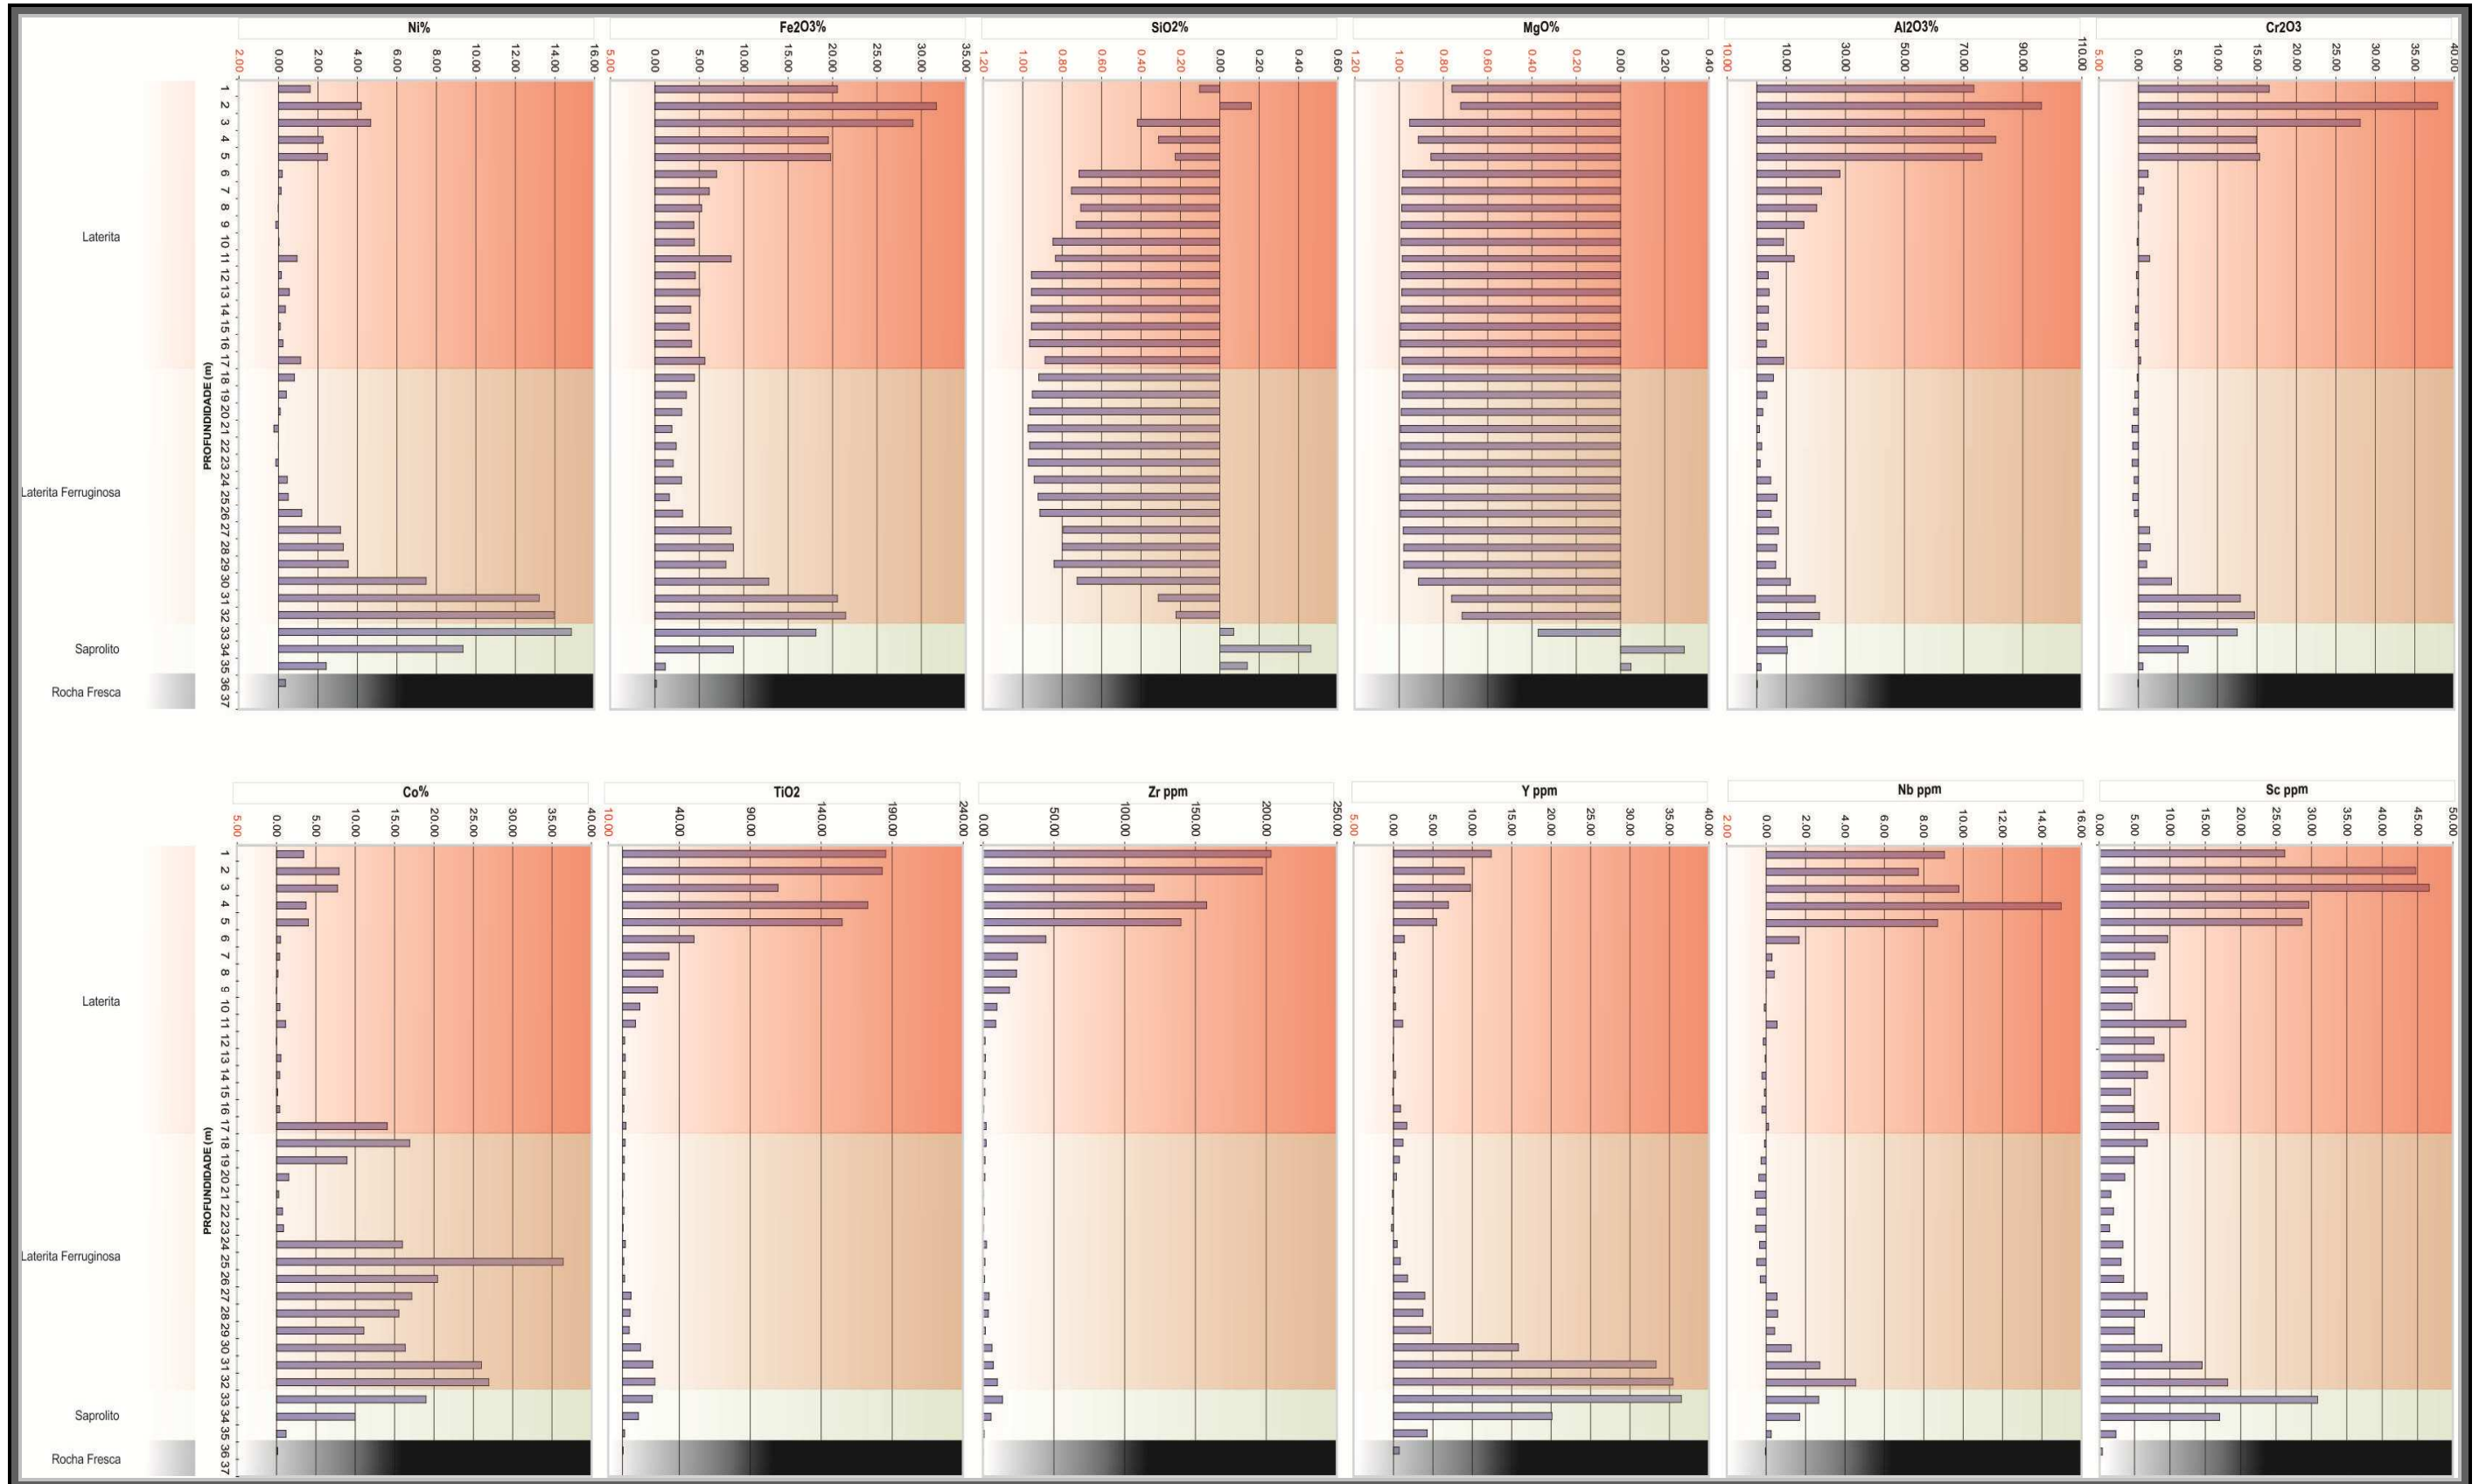 Ni%
Fe2O3%
SiO2%
MgO%
Al2O3%
Cr2O3
2.00 0.00 2.00 4.00 6.00 8.00 10.00 12.00 14.00 16.00
5.00 0.00 5.00 10.00 15.00 20.00 25.00 30.00 35.00
1.20 1.00 0.80 0.60 0.40 0.20 0.00 0.20 0.40 0.60
1.20 1.00 0.80 0.60 0.40 0.20 0.00 0.20 0.40
10.00 10.00 30.00 50.00 70.00 90.00 110.00
5.00 0.00 5.00 10.00 15.00 20.00 25.00 30.00 35.00 40.00
1 2 3 4 5 6 7 8 9 10 11 12 13 14 15 16 17 18 19 20 21 22 23 24 25 26 27 28 29 30 31 32 33 34 35 36 37
PROFUNDIDADE (m)
Laterita
Laterita Ferruginosa
Saprolito
Rocha Fresca
Co%
TiO2
Zr ppm
Y ppm
Nb ppm
Sc ppm
5.00 0.00 5.00 10.00 15.00 20.00 25.00 30.00 35.00 40.00
10.00 40.00 90.00 140.00 190.00 240.00
0.00 50.00 100.00 150.00 200.00 250.00
5.00 0.00 5.00 10.00 15.00 20.00 25.00 30.00 35.00 40.00
2.00 0.00 2.00 4.00 6.00 8.00 10.00 12.00 14.00 16.00
0.00 5.00 10.00 15.00 20.00 25.00 30.00 35.00 40.00 45.00 50.00
1 2 3 4 5 6 7 8 9 10 11 12 13 14 15 16 17 18 19 20 21 22 23 24 25 26 27 28 29 30 31 32 33 34 35 36 37
PROFUNDIDADE (m)
Laterita
Laterita Ferruginosa
Saprolito
Rocha Fresca